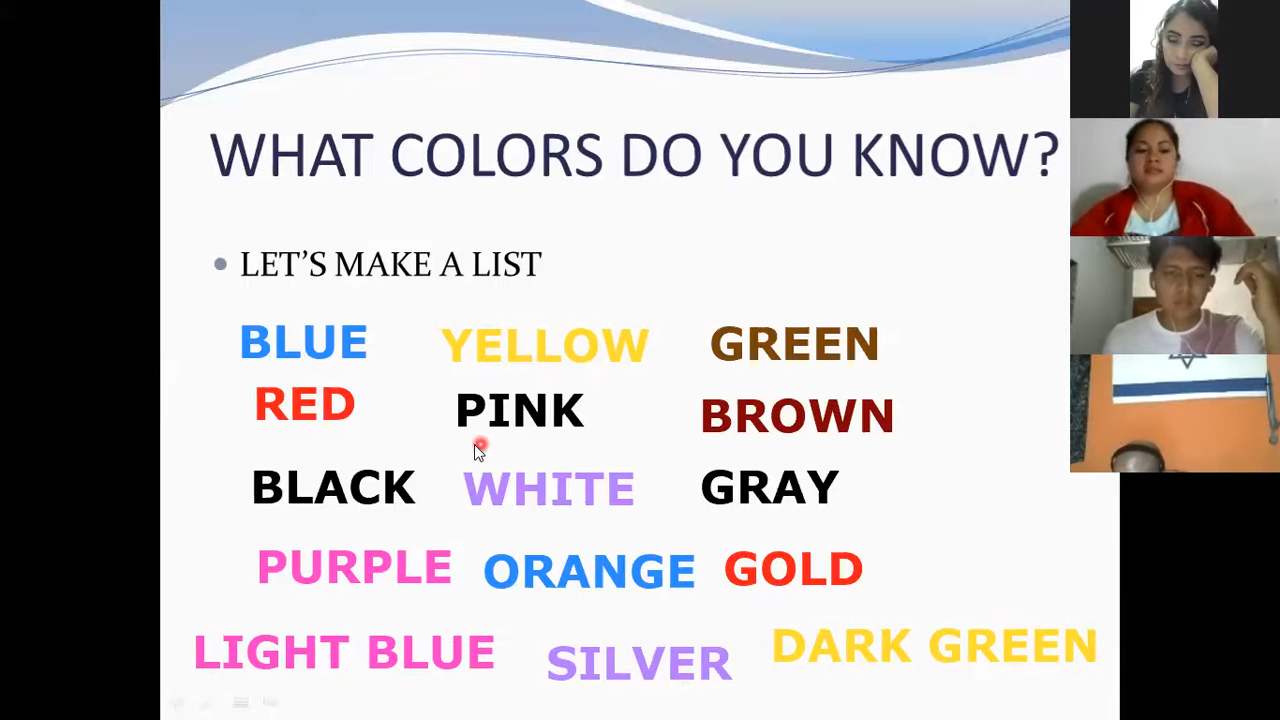 WHAT COLORS DO YOU KNOW?
• LET'S MAKE A LIST
BLUE YELLOW GREEN
RED PINK BROWN
BLACK WHITE GRAY
PURPLE ORANGE GOLD
LIGHT BLUE SILVER DARK GREEN